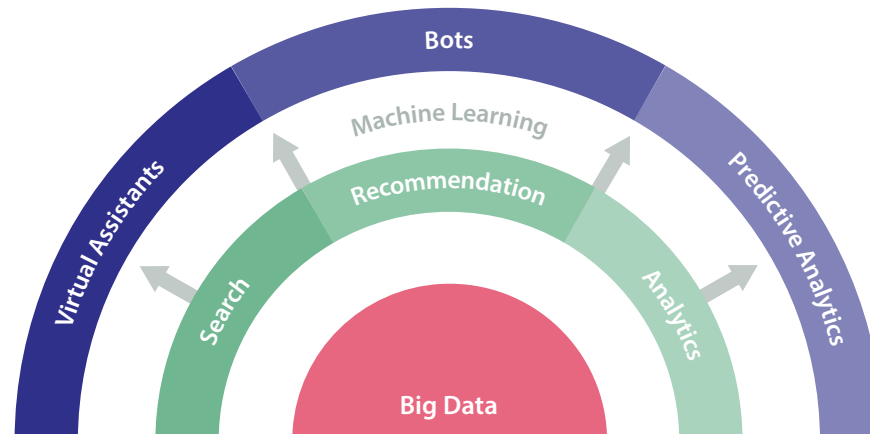 Bots
Machine Learning
Recommendation
Virtual Assistants
Search
Analytics
Predictive Analytics
Big Data